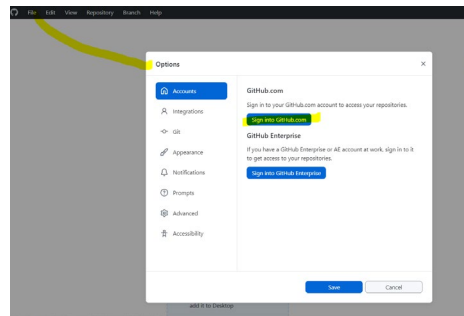 File Edit View Repository Branch Help
Options
Accounts
Integrations
Git
Appearance
Notifications
Prompts
Advanced
Accessibility
GitHub.com
Sign in to your GitHub.com account to access your repositories.
Sign into GitHub.com
GitHub Enterprise
If you have a GitHub Enterprise or AE account at work, sign in to it
to get access to your repositories.
Sign into GitHub Enterprise
Save Cancel
add it to Desktop